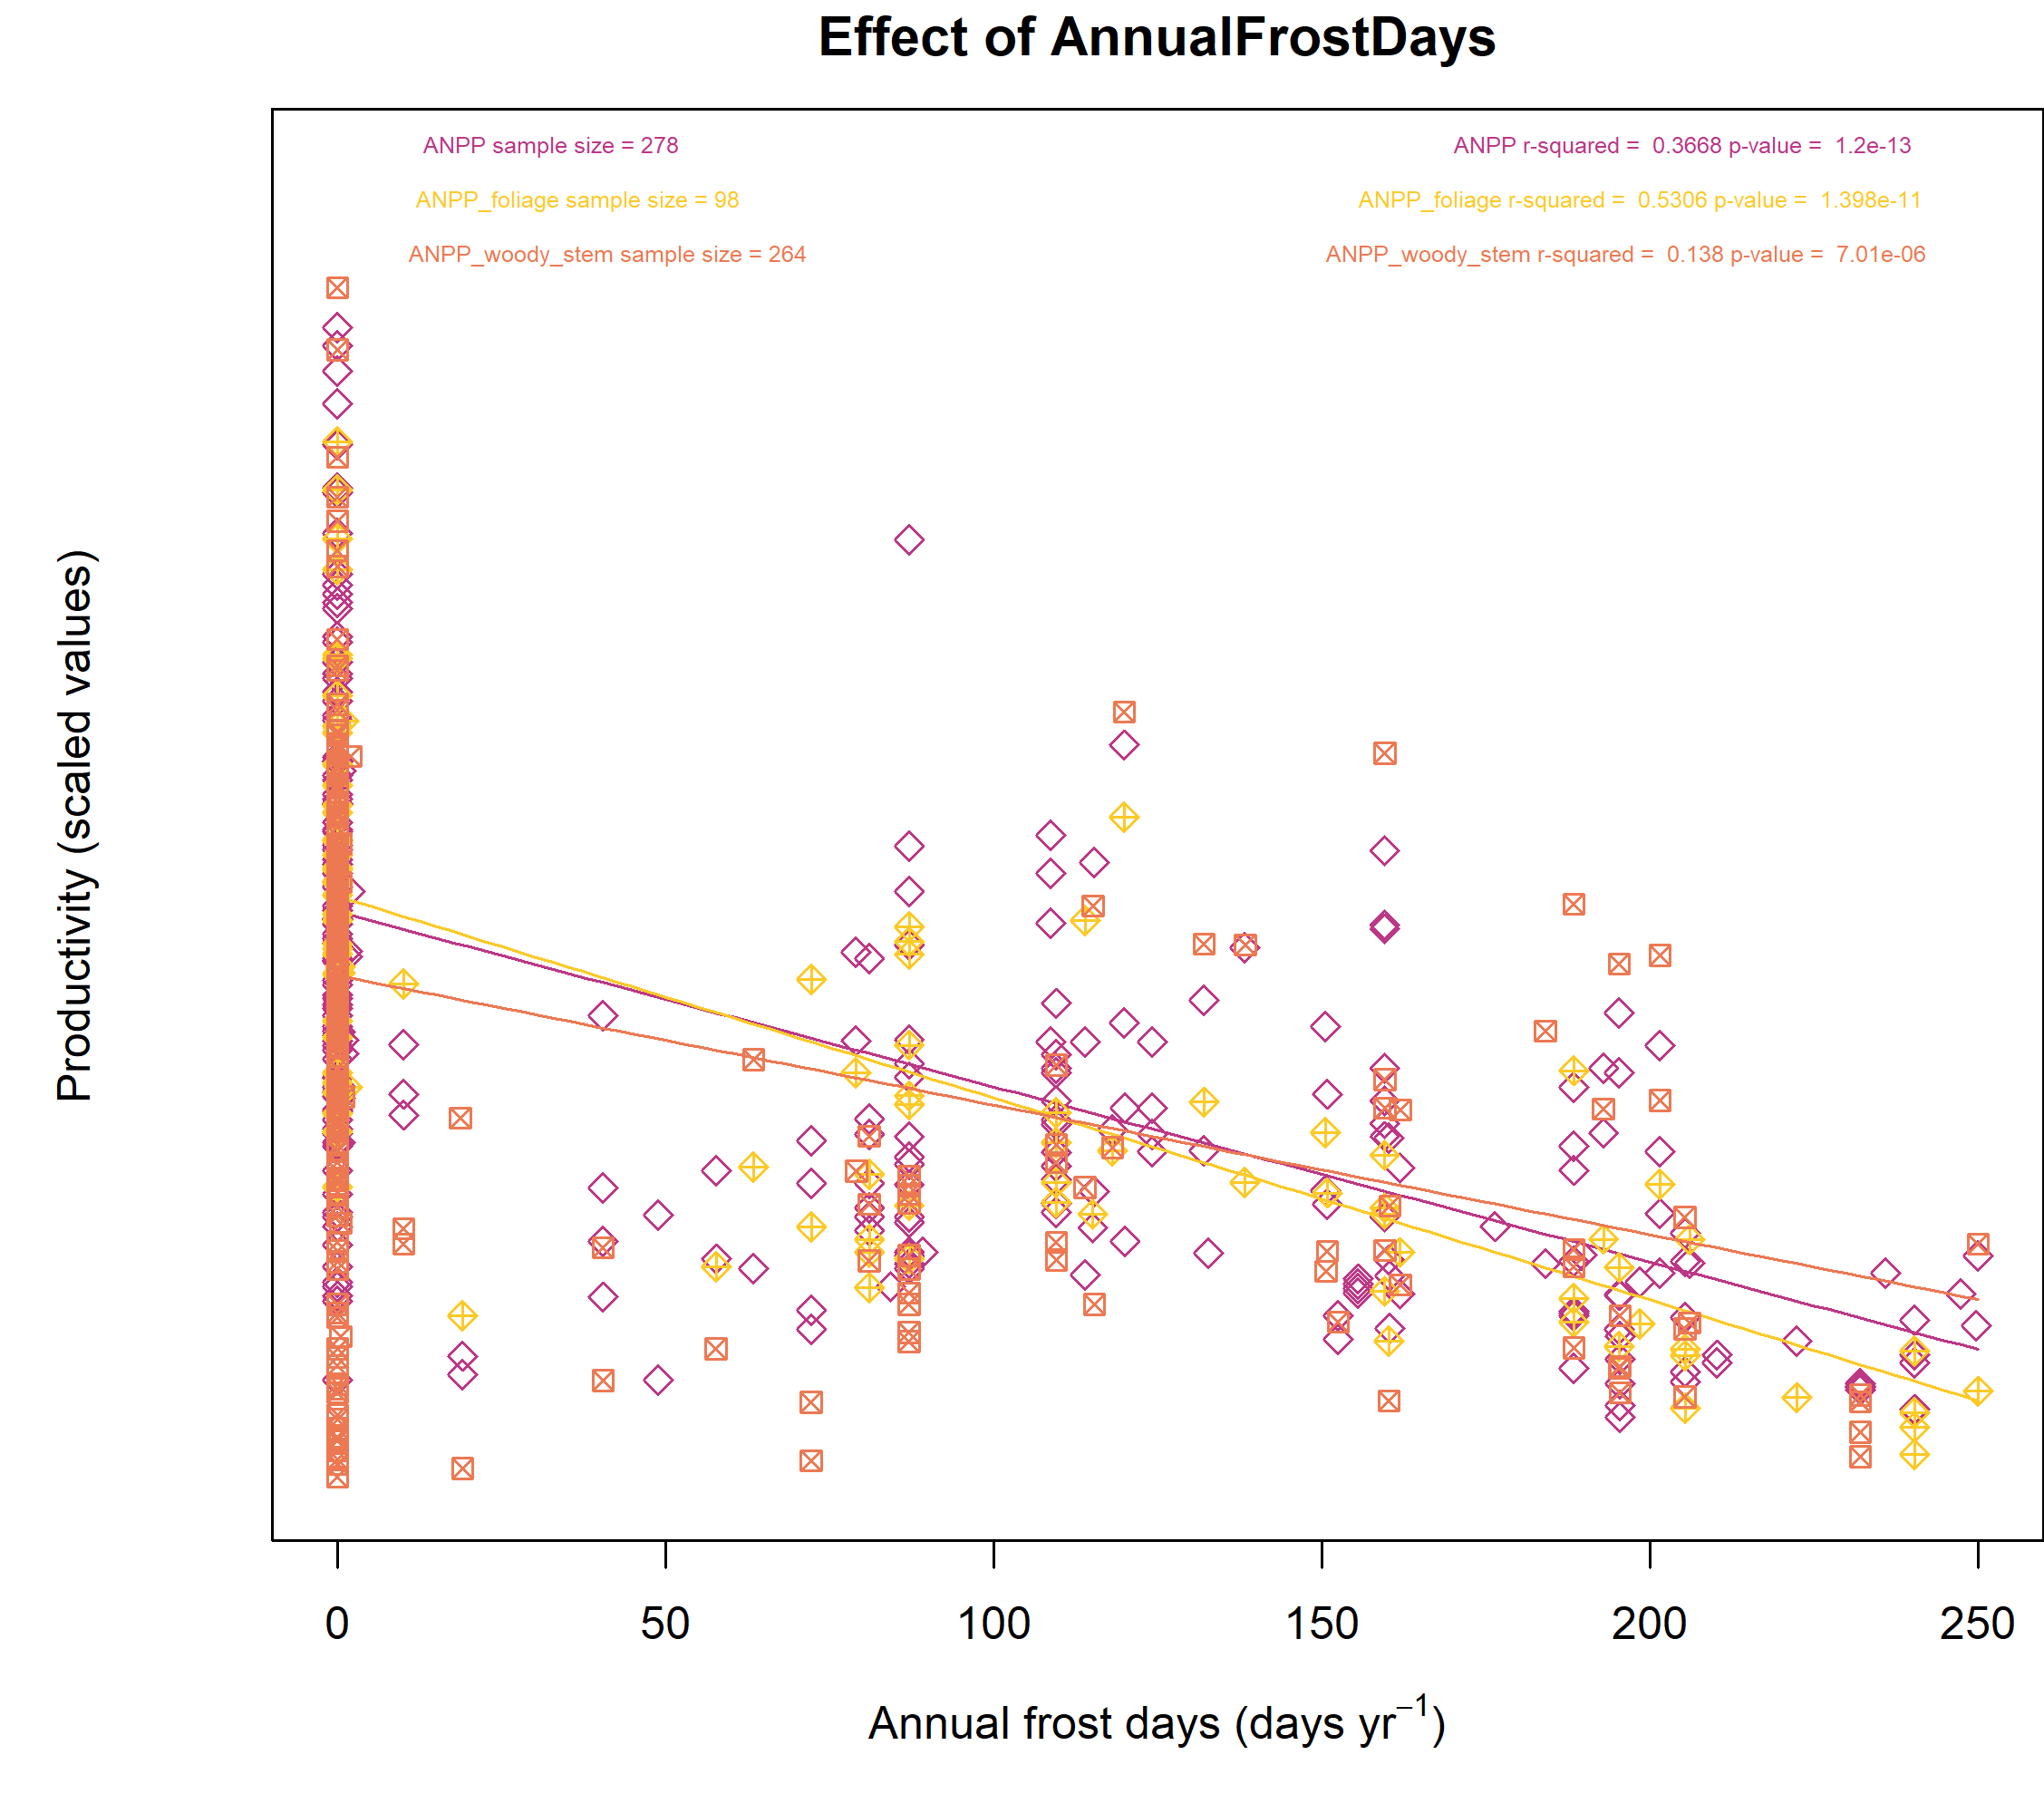 Effect of AnnualFrostDays
ANPP sample size = 278
ANPP r-squared =  0.3668 p-value =  1.2e-13
ANPP_foliage sample size = 98
ANPP_foliage r-squared =  0.5306 p-value =  1.398e-11
ANPP_woody_stem sample size = 264
ANPP_woody_stem r-squared =  0.138 p-value =  7.01e-06
Productivity (scaled values)
0 50 100 150 200 250
Annual frost days (days yr⁻¹)